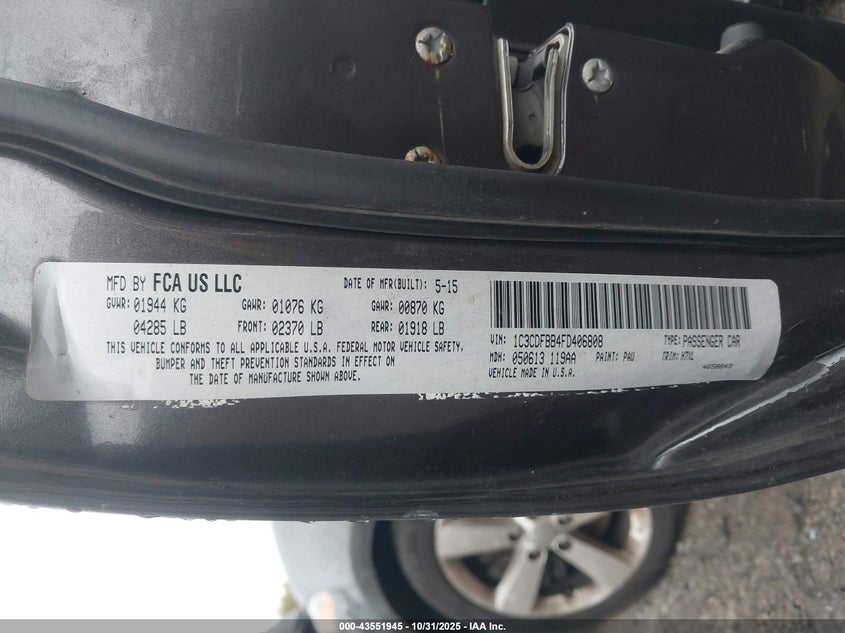 MFD BY FCA US LLC
DATE OF MFR(BUILT): 5-15
GVWR: 01944 KG GAWR: 01076 KG GAWR: 00870 KG
04285 LB FRONT: 02370 LB REAR: 01918 LB
THIS VEHICLE CONFORMS TO ALL APPLICABLE U.S.A. FEDERAL MOTOR VEHICLE SAFETY,
BUMPER AND THEFT PREVENTION STANDARDS IN EFFECT ON
THE DATE OF MANUFACTURE SHOWN ABOVE.
VIN: 1C3CDFBB4FD406808 TYPE: PASSENGER CAR
MDH: 050613 119AA PAINT: PAU TRIM: H7XL
VEHICLE MADE IN U.S.A.
000-43551945 - 10/31/2025 - IAA Inc.